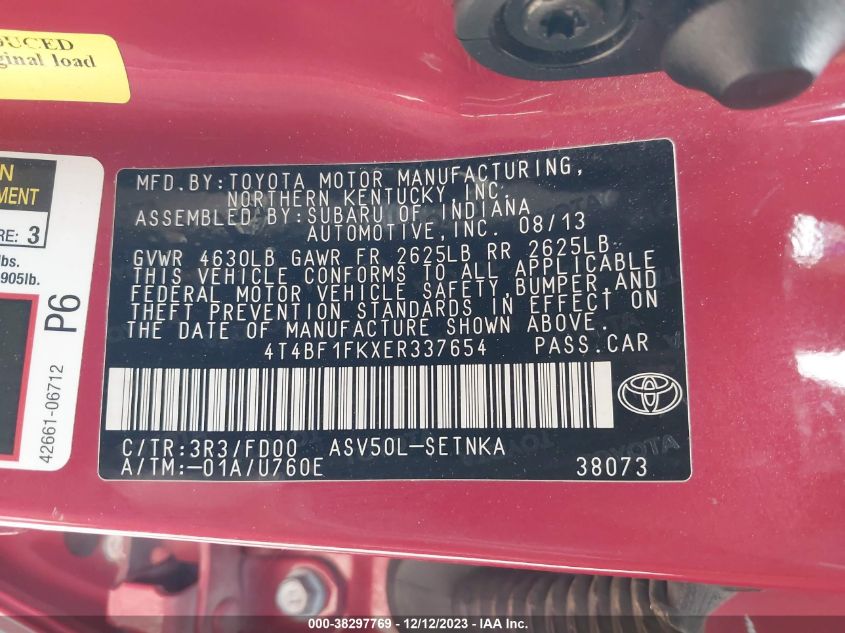 DUCED
ginal load
N
EMENT
RE: 3
lbs.
905lb.
P6
42661-06712
MFD.BY:TOYOTA MOTOR MANUFACTURING,
NORTHERN KENTUCKY,INC.
ASSEMBLED BY:SUBARU OF INDIANA
AUTOMOTIVE,INC. 08/13
GVWR 4630LB GAWR FR 2625LB RR 2625LB
THIS VEHICLE CONFORMS TO ALL APPLICABLE
FEDERAL MOTOR VEHICLE SAFETY,BUMPER,AND
THEFT PREVENTION STANDARDS IN EFFECT ON
THE DATE OF MANUFACTURE SHOWN ABOVE.
4T4BF1FKXER337654 PASS.CAR
C/TR:3R3/FD00 ASV50L-SETNKA
A/TM:-01A/U760E 38073
TOYOTA
000-38297769 - 12/12/2023 - IAA Inc.